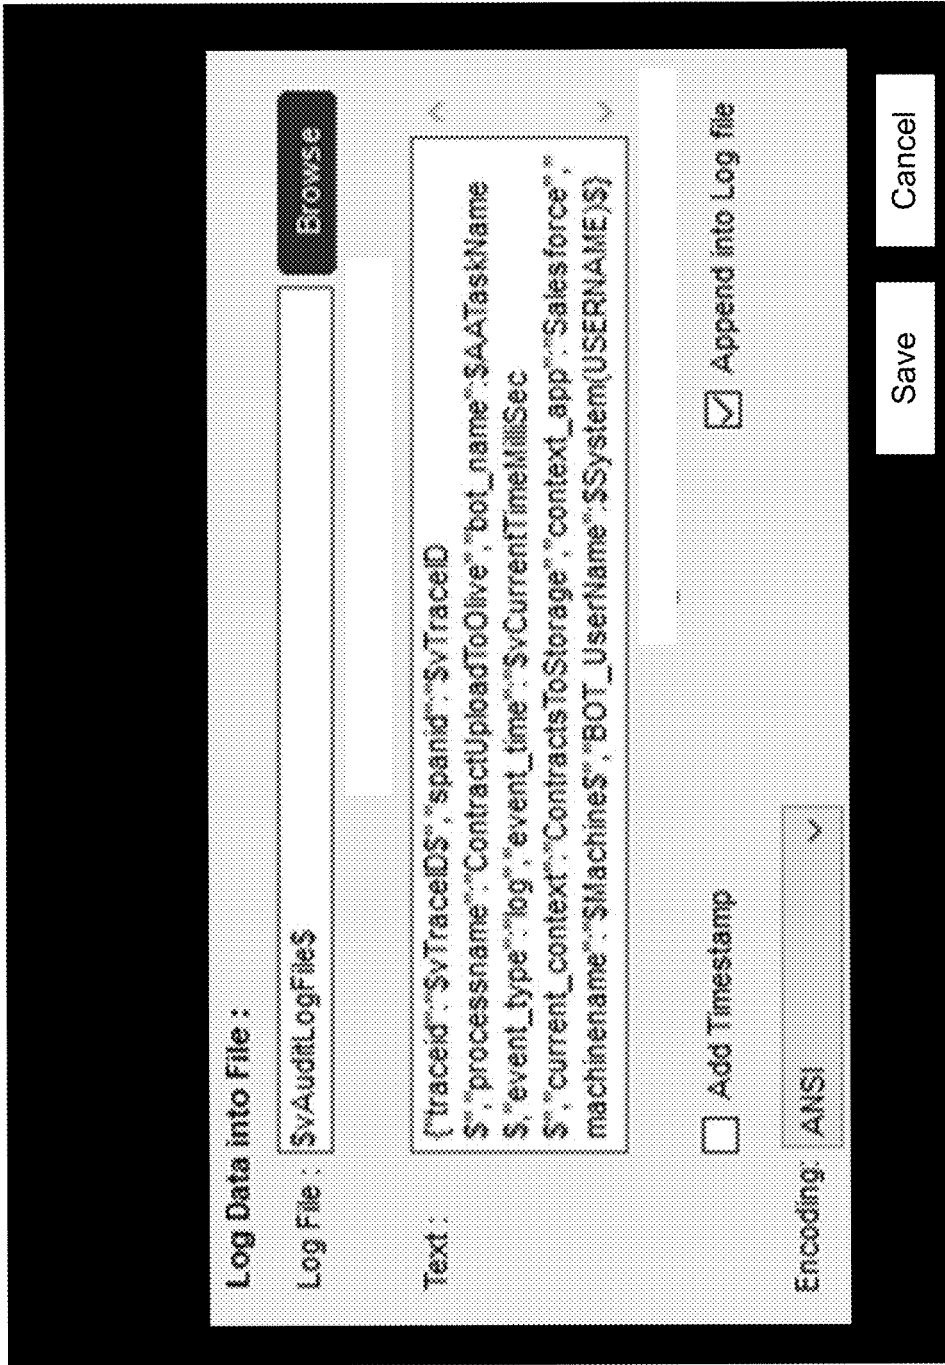 Log Data into File :
Log File : $vAuditLogFile$ Browse
Text :
{"traceid":"$vTraceID$","spanid":"$vTraceID
$","processname":"ContractUploadToOlive","bot_name":$AATaskName
$,"event_type":"log","event_time":"$vCurrentTimeMilliSec
$","current_context":"ContractsToStorage","context_app":"Salesforce","
machinename":"$Machine$","BOT_UserName":$System(USERNAME)$}
Add Timestamp Append into Log file
Encoding: ANSI
Save Cancel